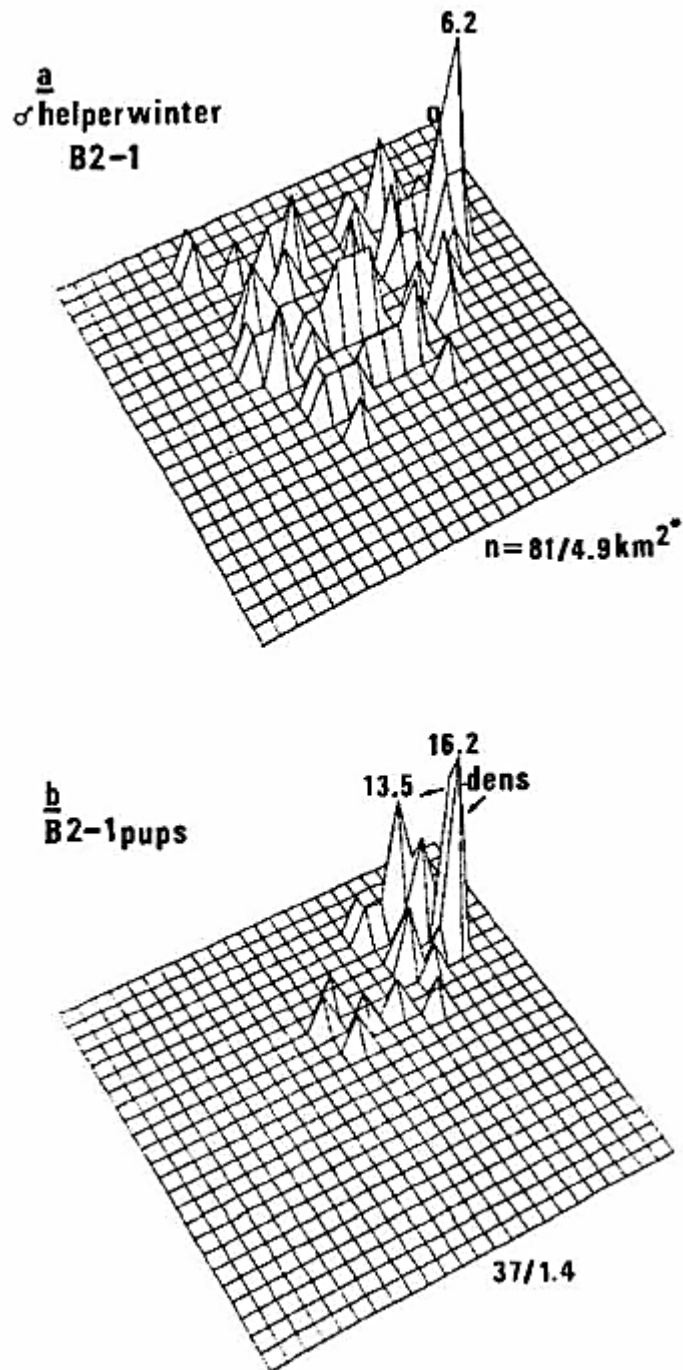 6.2
a
♂ helperwinter
B2-1
n=81/4.9km2*
16.2
13.5 dens
b
B2-1pups
37/1.4